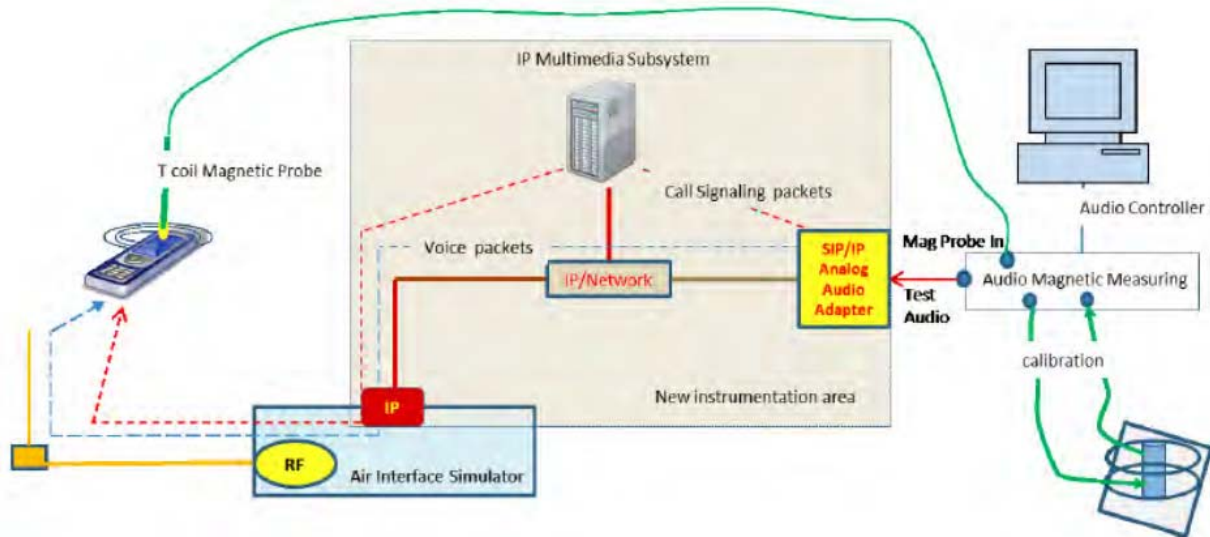 IP Multimedia Subsystem
T coil Magnetic Probe
Call Signaling packets
Audio Controller
Voice packets
Mag Probe In
SIP/IP
Analog
Audio
Adapter
IP/Network
Audio Magnetic Measuring
Test
Audio
calibration
New instrumentation area
IP
RF
Air Interface Simulator